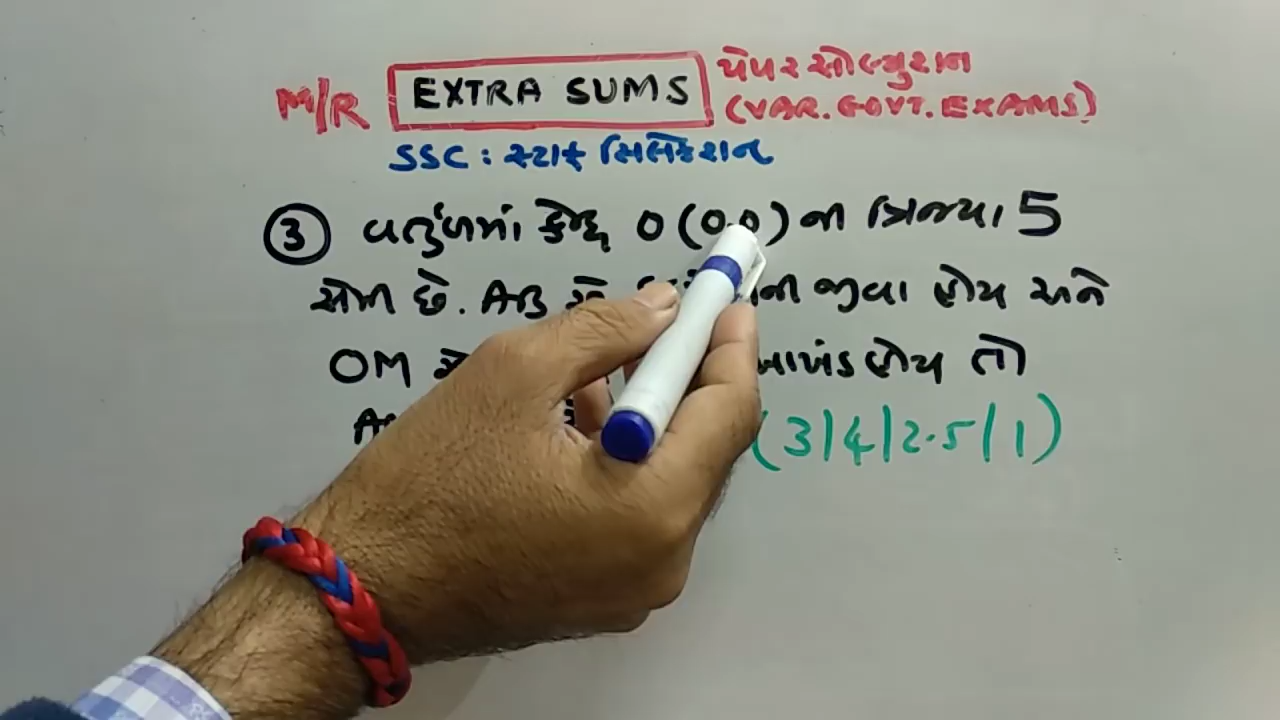 પેપર સોલ્યુશન
M/R EXTRA SUMS (VAR. GOVT. EXAMS)
SSC : સ્ટાફ સિલેકશન
③ વર્તુળમાં કેન્દ્ર O (0,0) ની ત્રિજ્યા 5
સેમી છે. AB જીવા હોય અને
OM હોય તો
(3/4/2.5/1)